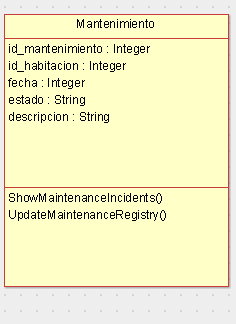 Mantenimiento
id_mantenimiento : Integer
id_habitacion : Integer
fecha : Integer
estado : String
descripcion : String
ShowMaintenanceIncidents()
UpdateMaintenanceRegistry()